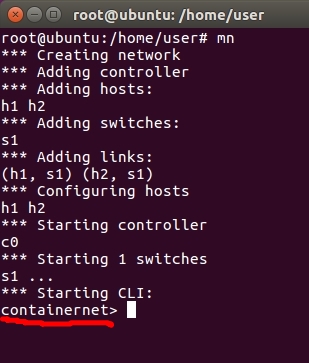 root@ubuntu: /home/user
root@ubuntu:/home/user# mn
*** Creating network
*** Adding controller
*** Adding hosts:
h1 h2
*** Adding switches:
s1
*** Adding links:
(h1, s1) (h2, s1)
*** Configuring hosts
h1 h2
*** Starting controller
c0
*** Starting 1 switches
s1 ...
*** Starting CLI:
containernet>